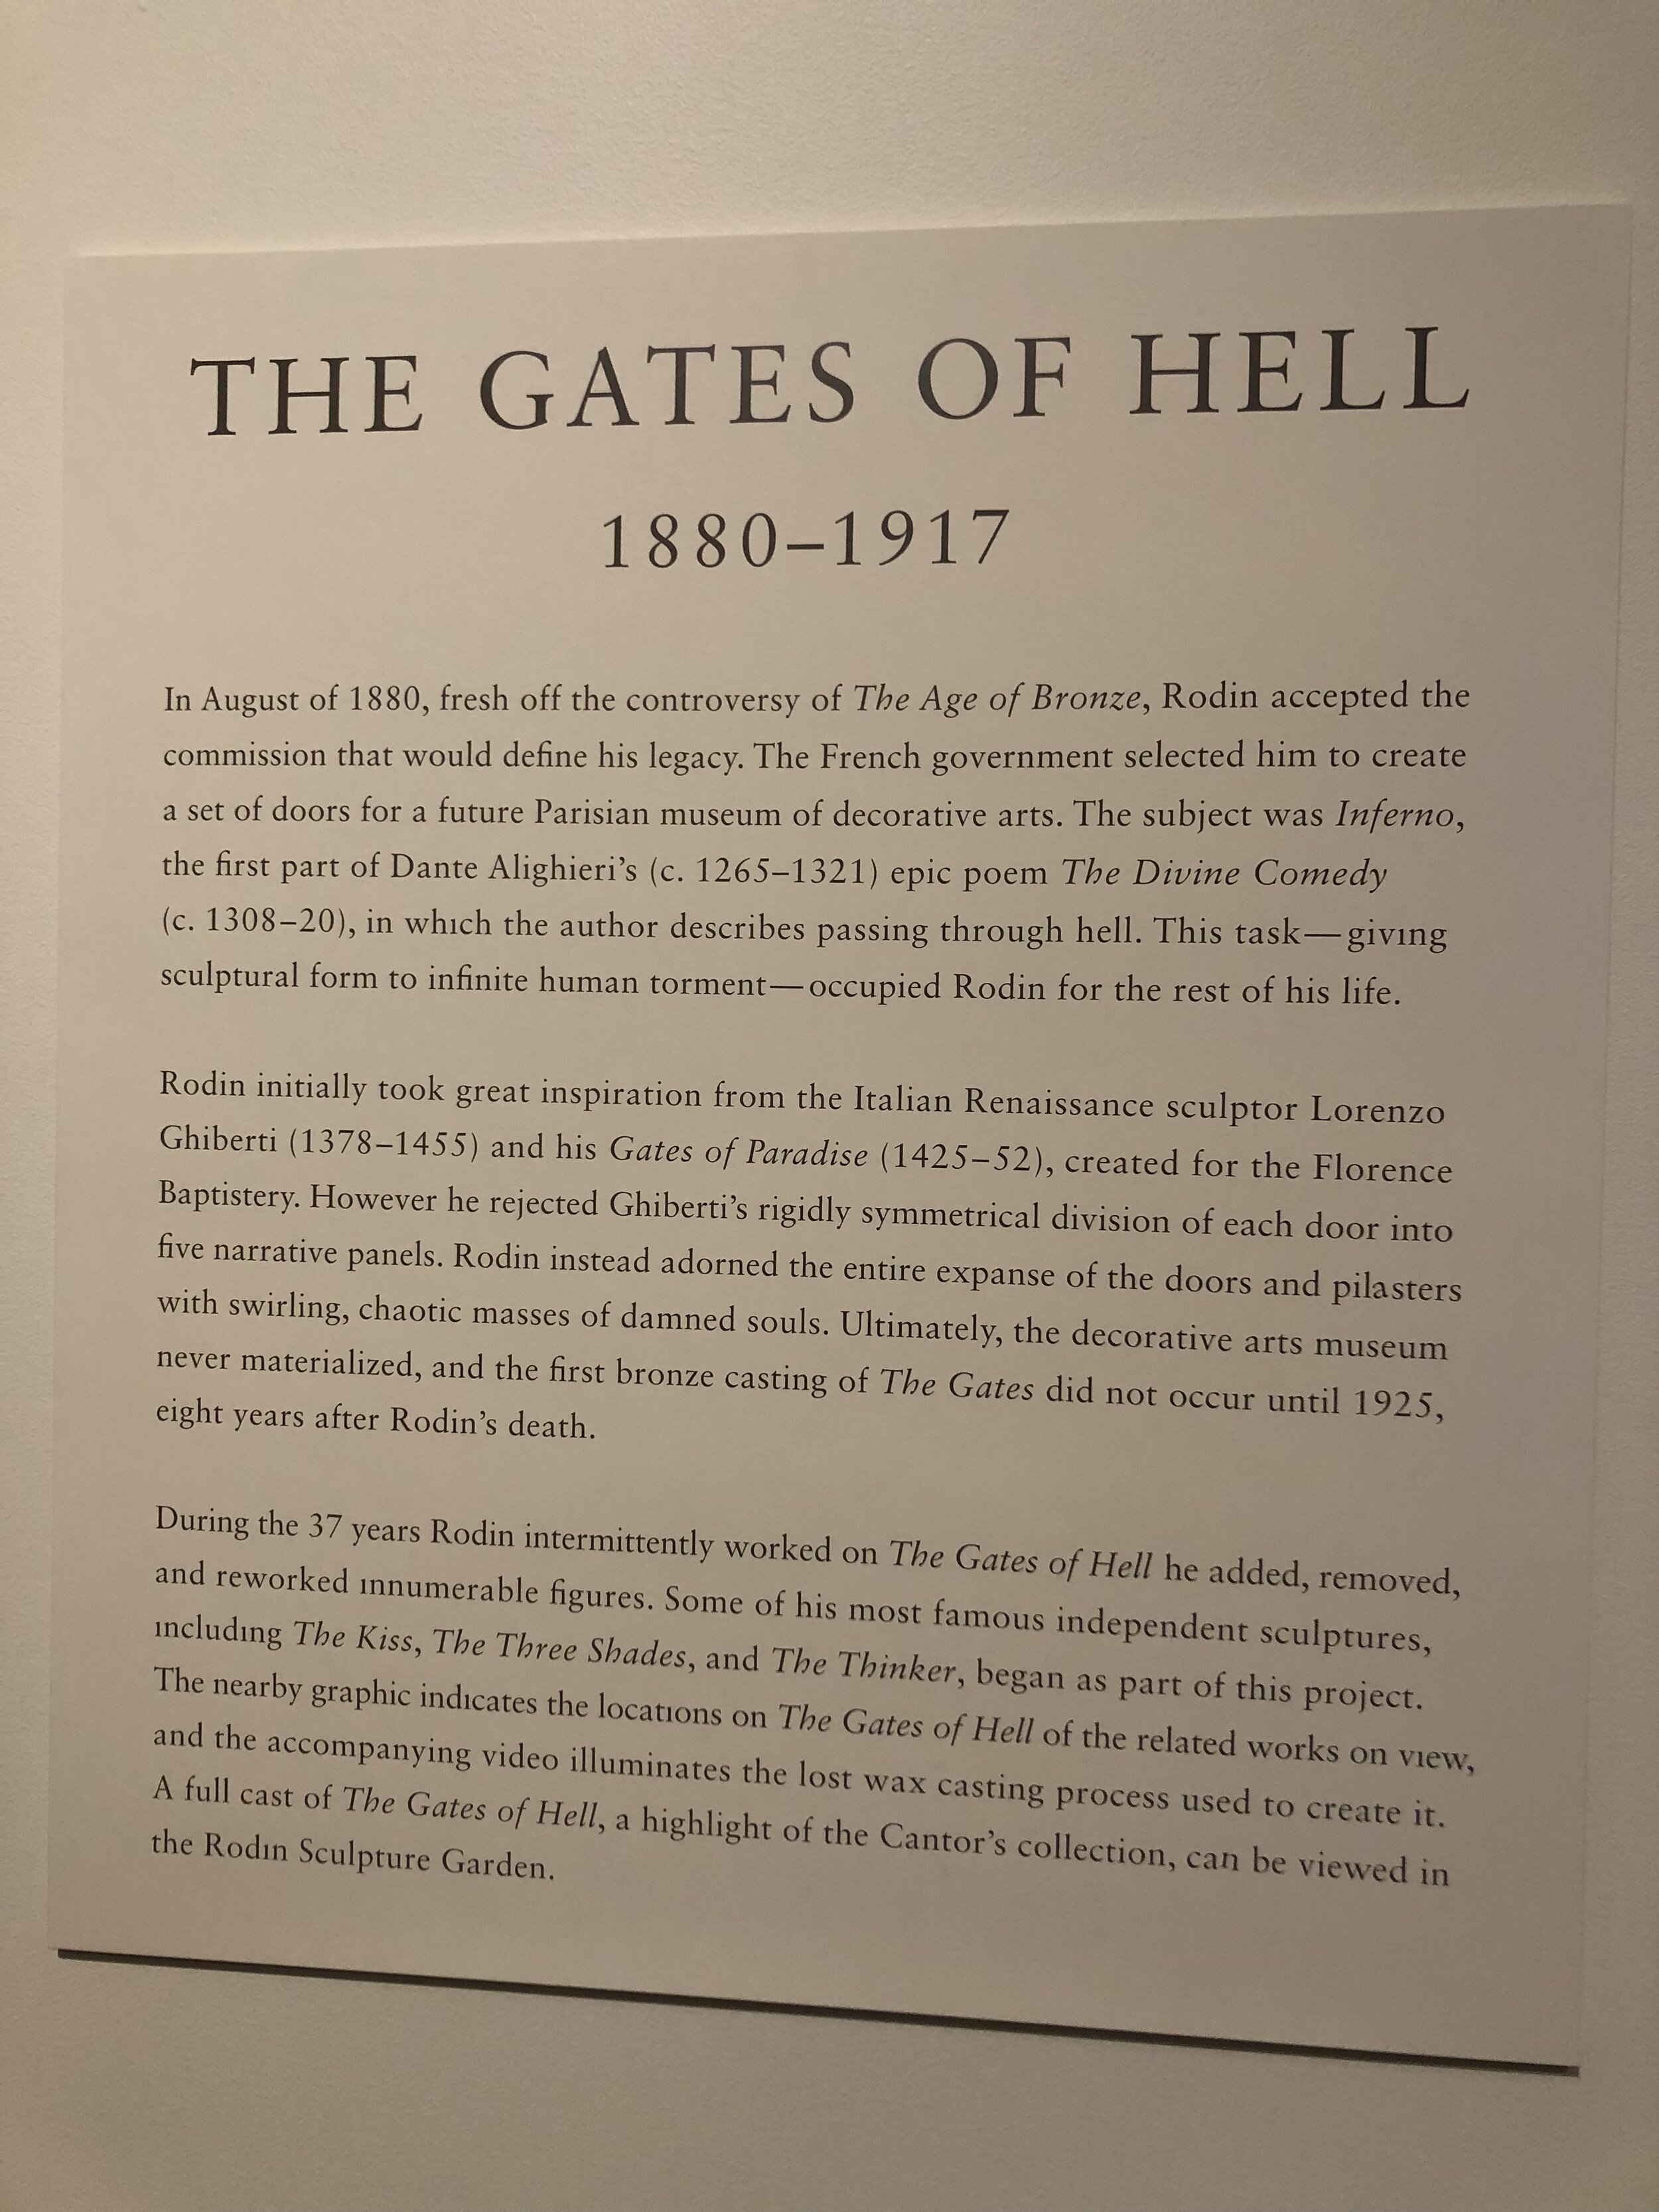 THE GATES OF HELL
1880–1917
In August of 1880, fresh off the controversy of The Age of Bronze, Rodin accepted the
commission that would define his legacy. The French government selected him to create
a set of doors for a future Parisian museum of decorative arts. The subject was Inferno,
the first part of Dante Alighieri’s (c. 1265–1321) epic poem The Divine Comedy
(c. 1308–20), in which the author describes passing through hell. This task—giving
sculptural form to infinite human torment—occupied Rodin for the rest of his life.
Rodin initially took great inspiration from the Italian Renaissance sculptor Lorenzo
Ghiberti (1378–1455) and his Gates of Paradise (1425–52), created for the Florence
Baptistery. However he rejected Ghiberti’s rigidly symmetrical division of each door into
five narrative panels. Rodin instead adorned the entire expanse of the doors and pilasters
with swirling, chaotic masses of damned souls. Ultimately, the decorative arts museum
never materialized, and the first bronze casting of The Gates did not occur until 1925,
eight years after Rodin’s death.
During the 37 years Rodin intermittently worked on The Gates of Hell he added, removed,
and reworked innumerable figures. Some of his most famous independent sculptures,
including The Kiss, The Three Shades, and The Thinker, began as part of this project.
The nearby graphic indicates the locations on The Gates of Hell of the related works on view,
and the accompanying video illuminates the lost wax casting process used to create it.
A full cast of The Gates of Hell, a highlight of the Cantor’s collection, can be viewed in
the Rodin Sculpture Garden.